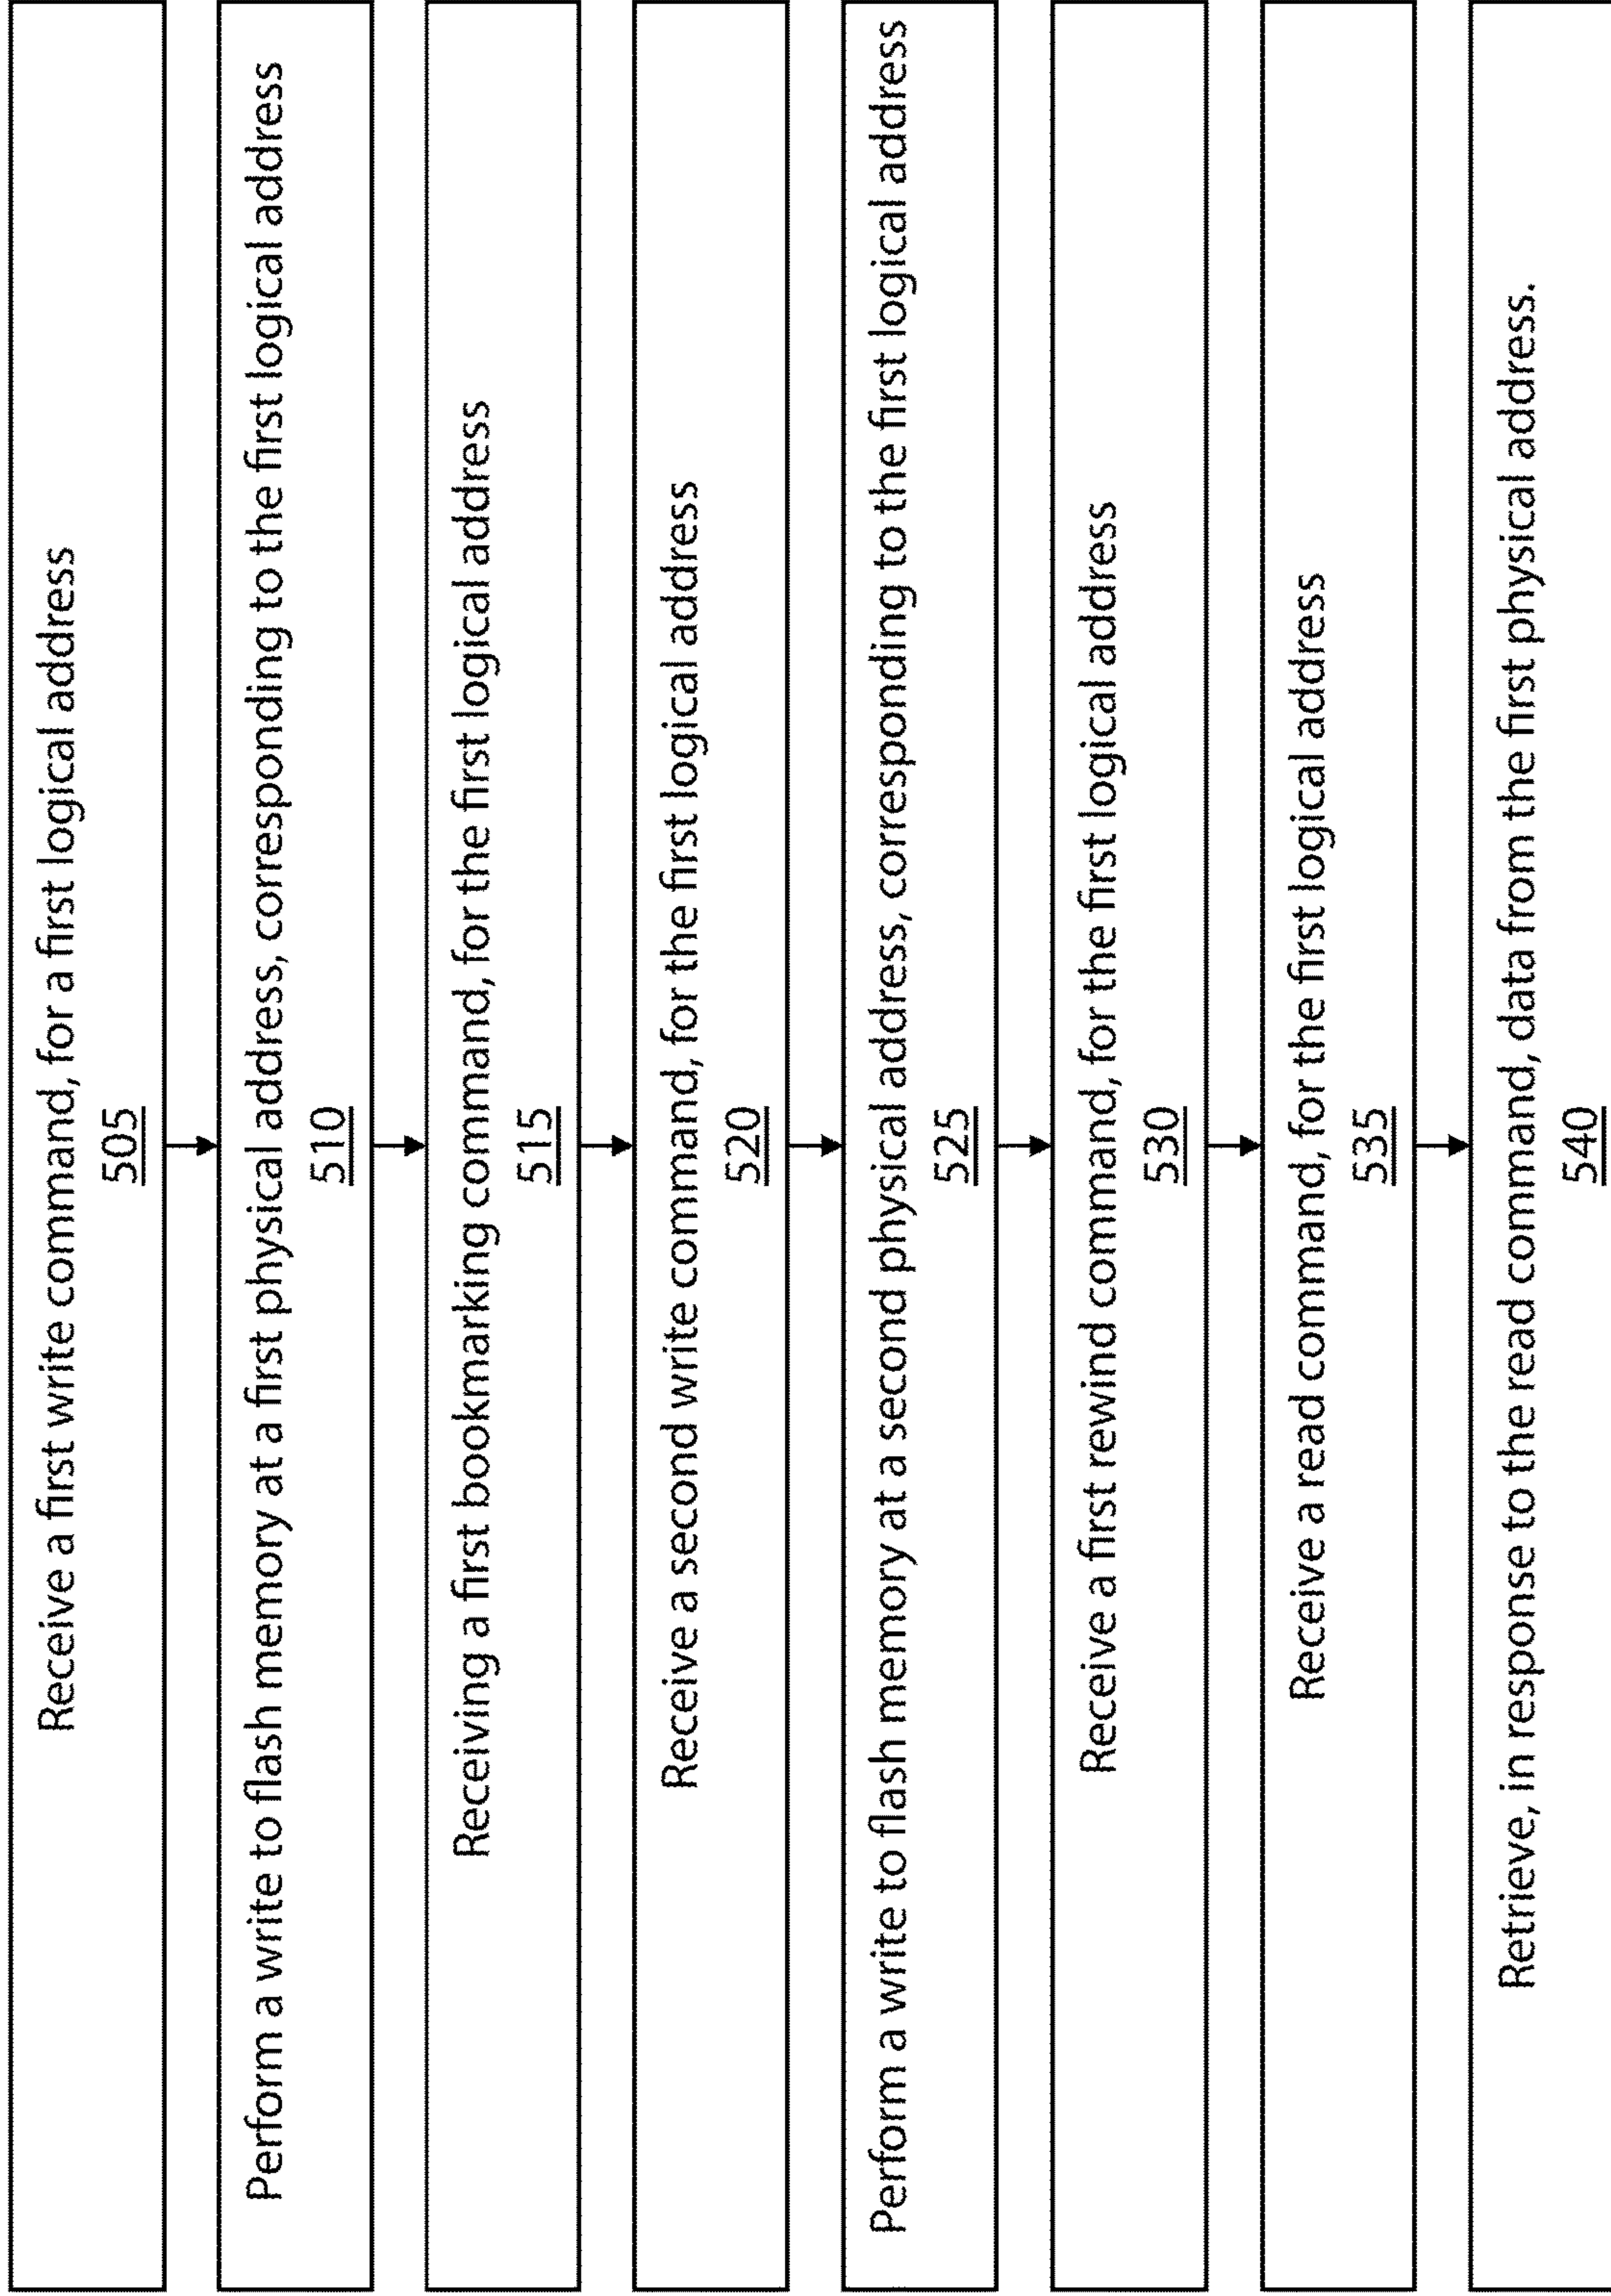 Receive a first write command, for a first logical address
505
Perform a write to flash memory at a first physical address, corresponding to the first logical address
510
Receiving a first bookmarking command, for the first logical address
515
Receive a second write command, for the first logical address
520
Perform a write to flash memory at a second physical address, corresponding to the first logical address
525
Receive a first rewind command, for the first logical address
530
Receive a read command, for the first logical address
535
Retrieve, in response to the read command, data from the first physical address.
540